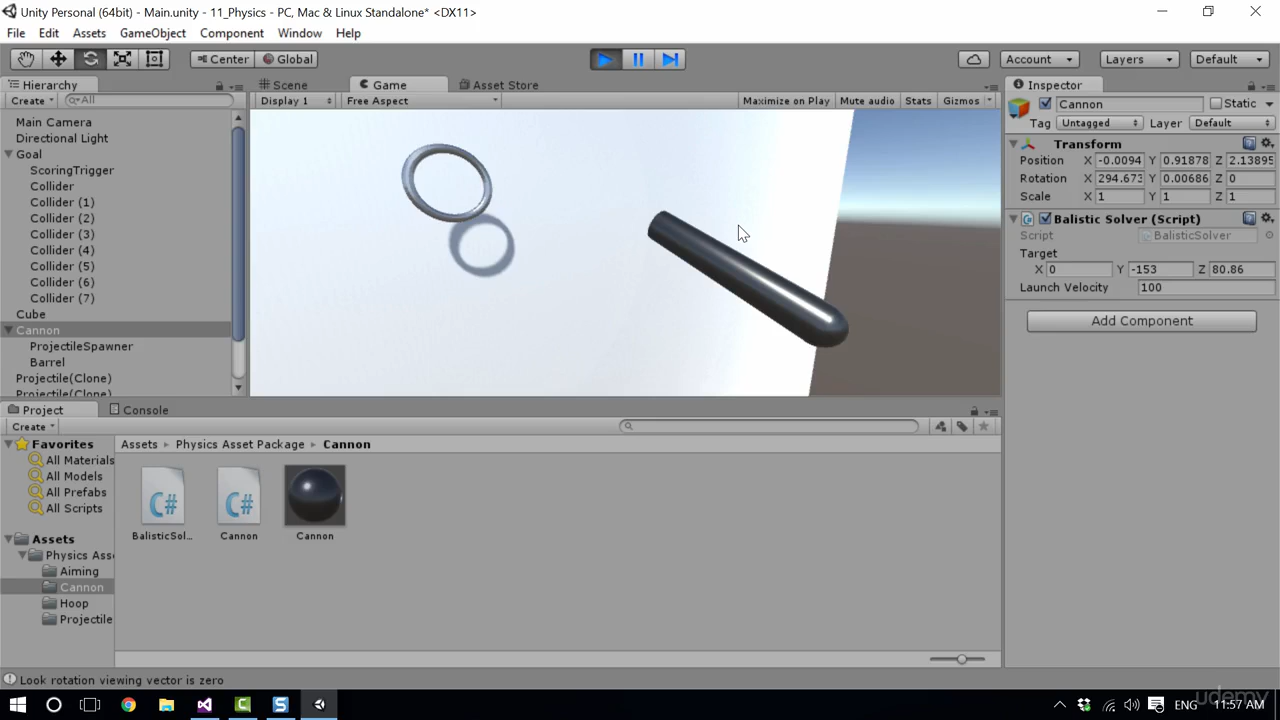 Unity Personal (64bit) - Main.unity - 11_Physics - PC, Mac & Linux Standalone* <DX11>
File Edit Assets GameObject Component Window Help
Center Global Account Layers Default
Hierarchy Scene Game Asset Store Inspector
Create All Display 1 Free Aspect Maximize on Play Mute audio Stats Gizmos Cannon Static
Main Camera
Directional Light
Goal
ScoringTrigger
Collider
Collider (1)
Collider (2)
Collider (3)
Collider (4)
Collider (5)
Collider (6)
Collider (7)
Cube
Cannon
ProjectileSpawner
Barrel
Projectile(Clone)
Projectile(Clone)
Tag Untagged Layer Default
Transform
Position X -0.0094 Y 0.91878 Z 2.13895
Rotation X 294.673 Y 0.00686 Z 0
Scale X 1 Y 1 Z 1
Balistic Solver (Script)
Script BalisticSolver
Target
X 0 Y -153 Z 80.86
Launch Velocity 100
Add Component
Project Console
Create
Favorites
All Materials
All Models
All Prefabs
All Scripts
Assets
Physics Ass
Aiming
Cannon
Hoop
Projectile
Assets Physics Asset Package Cannon
C# C#
BalisticSol... Cannon Cannon
Look rotation viewing vector is zero
ENG 11:57 AM
udemy